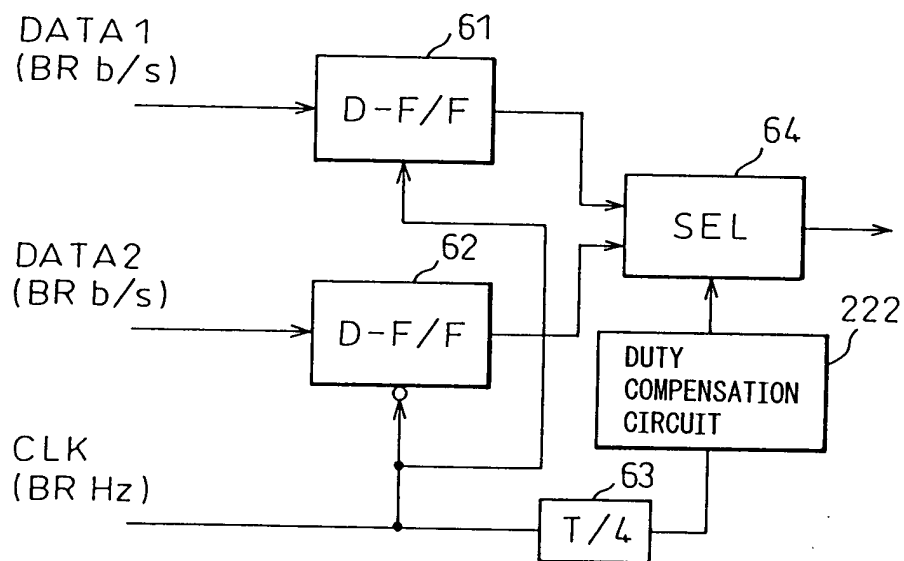 DATA1
(BR b/s)
61
D-F/F
64
SEL
DATA2
(BR b/s)
62
D-F/F
222
DUTY
COMPENSATION
CIRCUIT
CLK
(BR Hz)
63
T/4